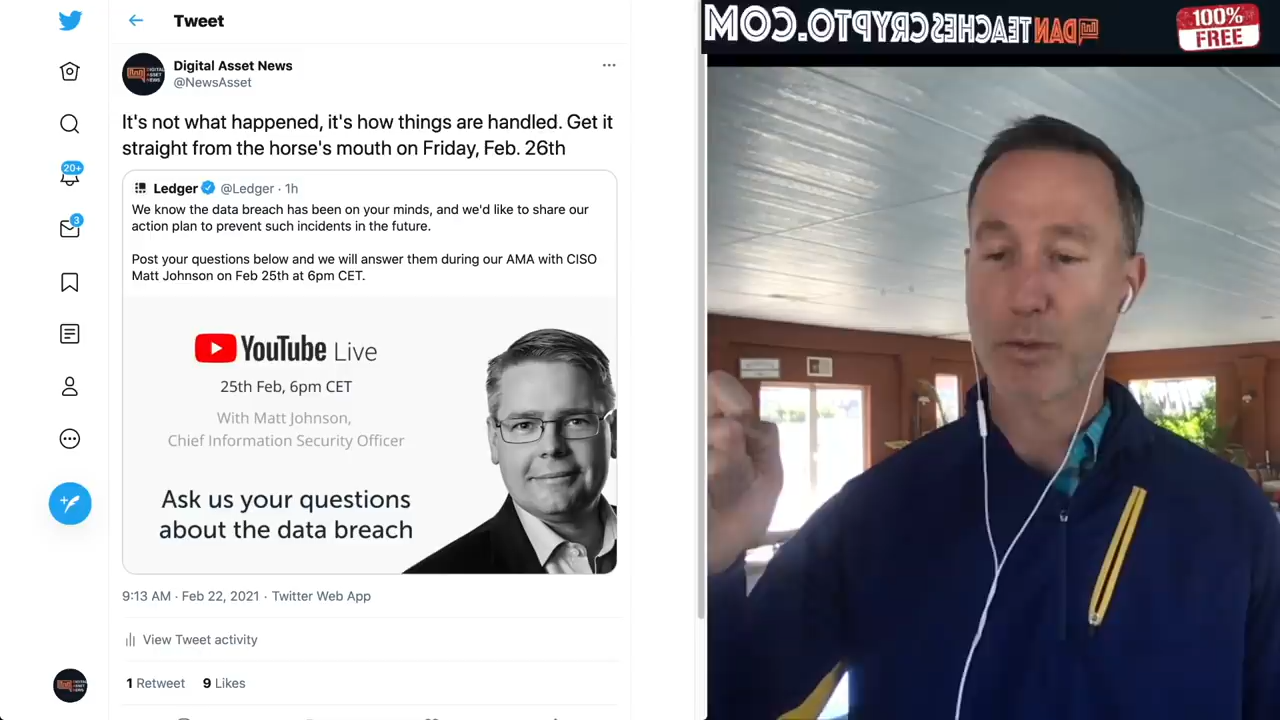 Tweet
Digital Asset News
@NewsAsset
It's not what happened, it's how things are handled. Get it
straight from the horse's mouth on Friday, Feb. 26th
Ledger @Ledger · 1h
We know the data breach has been on your minds, and we'd like to share our
action plan to prevent such incidents in the future.
Post your questions below and we will answer them during our AMA with CISO
Matt Johnson on Feb 25th at 6pm CET.
YouTube Live
25th Feb, 6pm CET
With Matt Johnson,
Chief Information Security Officer
Ask us your questions
about the data breach
9:13 AM · Feb 22, 2021 · Twitter Web App
View Tweet activity
1 Retweet 9 Likes
20+
3
DANTEACHESCRYPTO.COM
100%
FREE